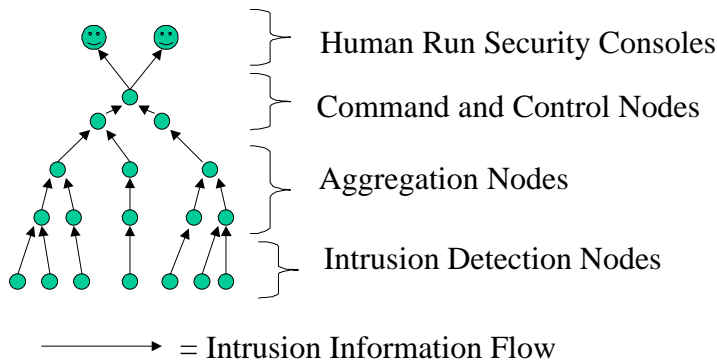 Human Run Security Consoles
Command and Control Nodes
Aggregation Nodes
Intrusion Detection Nodes
= Intrusion Information Flow